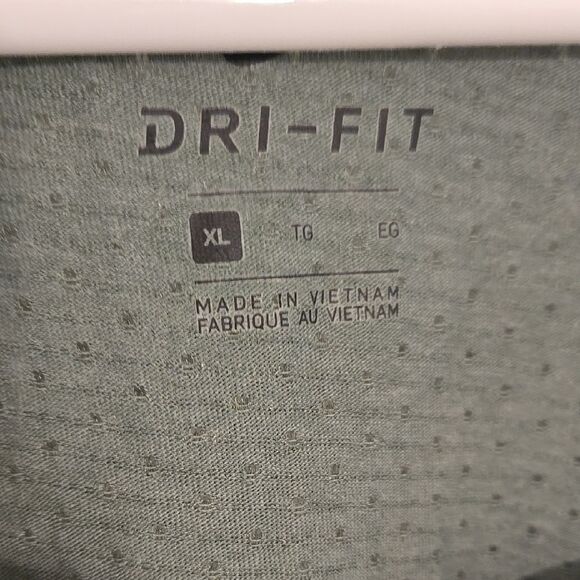 DRI-FIT
XL TG EG
MADE IN VIETNAM
FABRIQUE AU VIETNAM